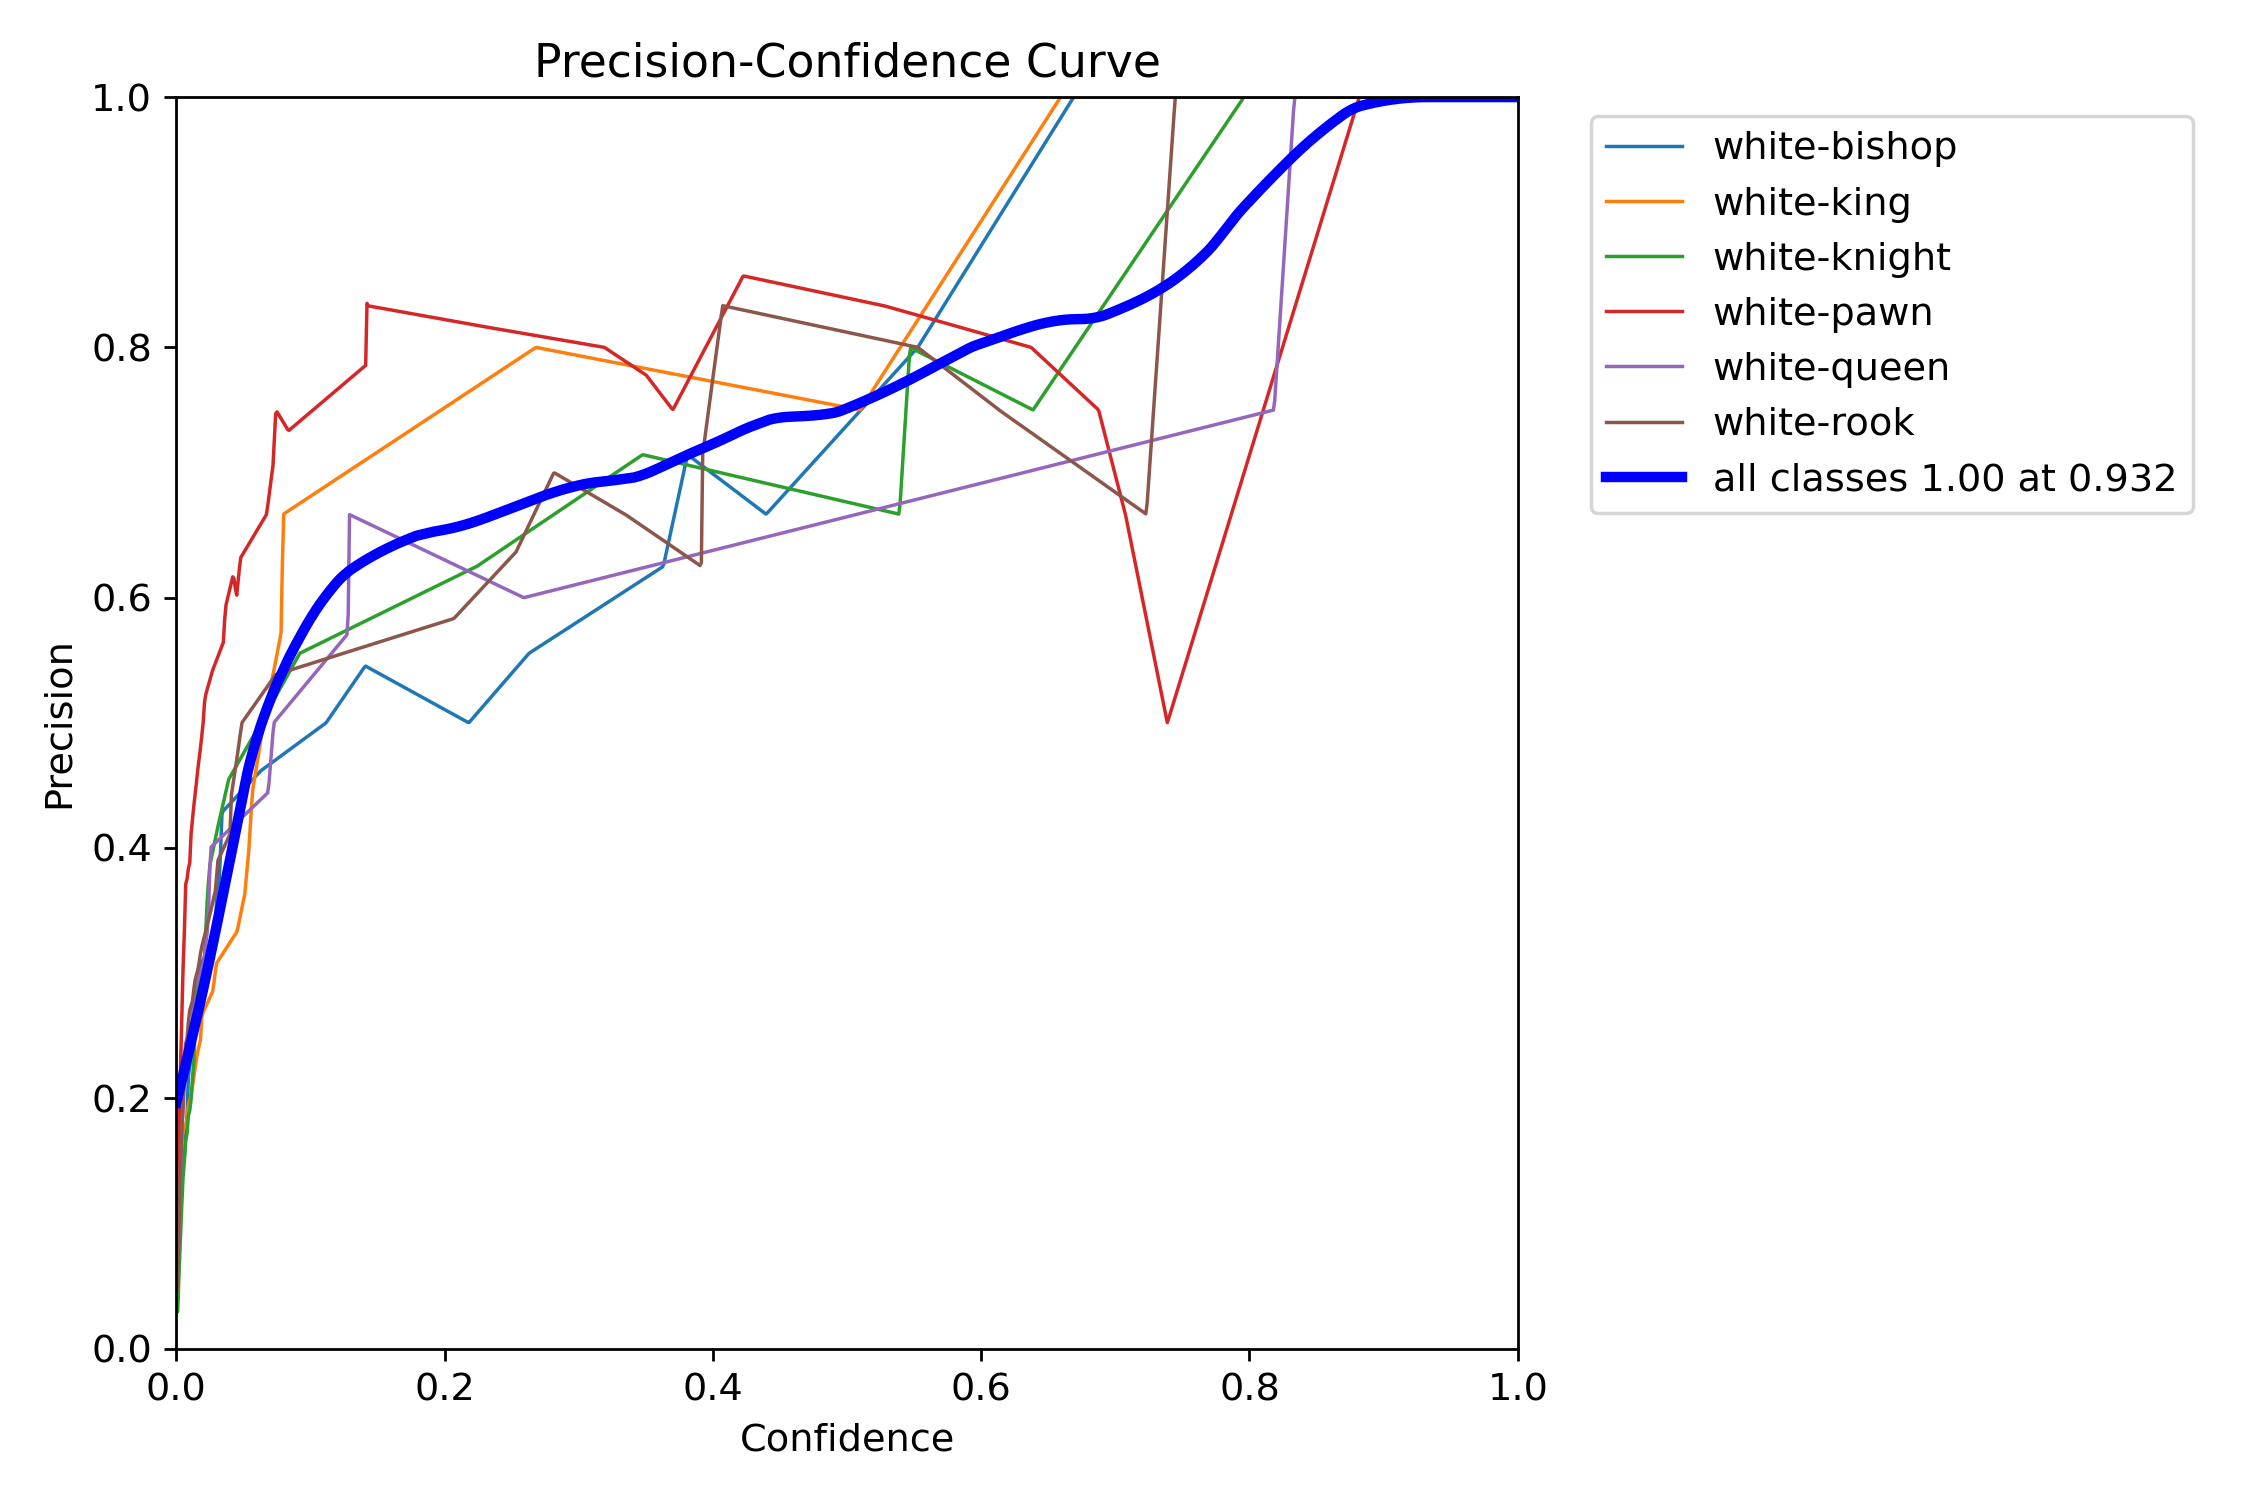 Precision-Confidence Curve
1.0
0.8
0.6
0.4
0.2
0.0
Precision
0.0 0.2 0.4 0.6 0.8 1.0
Confidence
white-bishop
white-king
white-knight
white-pawn
white-queen
white-rook
all classes 1.00 at 0.932